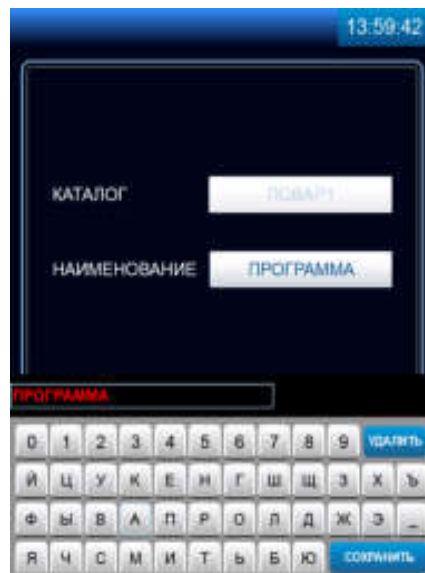 13:59:42
КАТАЛОГ ПОВАР1
НАИМЕНОВАНИЕ ПРОГРАММА
ПРОГРАММА
0 1 2 3 4 5 6 7 8 9 УДАЛИТЬ
Й Ц У К Е Н Г Ш Щ З Х Ъ
Ф Ы В А П Р О Л Д Ж Э _
Я Ч С М И Т Ь Б Ю СОХРАНИТЬ